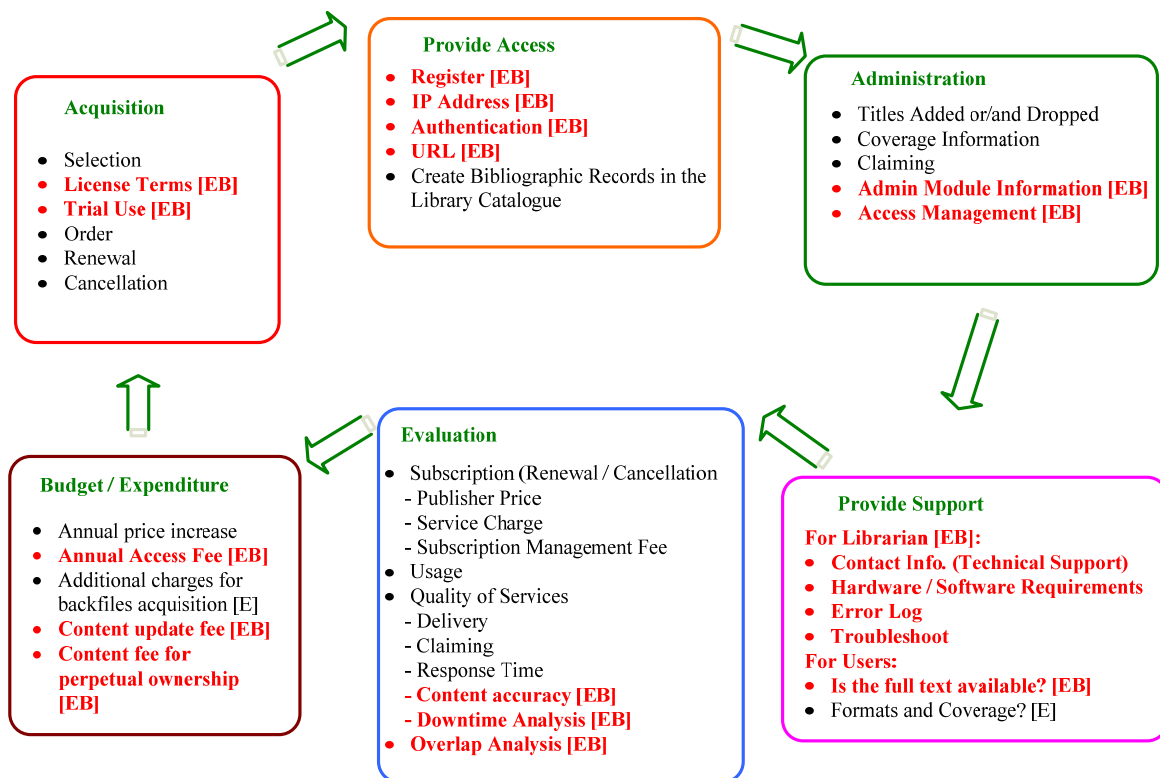 Provide Access
• Register [EB]
• IP Address [EB]
• Authentication [EB]
• URL [EB]
• Create Bibliographic Records in the
Library Catalogue
Administration
• Titles Added or/and Dropped
• Coverage Information
• Claiming
• Admin Module Information [EB]
• Access Management [EB]
Acquisition
• Selection
• License Terms [EB]
• Trial Use [EB]
• Order
• Renewal
• Cancellation
Budget / Expenditure
• Annual price increase
• Annual Access Fee [EB]
• Additional charges for
backfiles acquisition [E]
• Content update fee [EB]
• Content fee for
perpetual ownership
[EB]
Evaluation
• Subscription (Renewal / Cancellation
- Publisher Price
- Service Charge
- Subscription Management Fee
• Usage
• Quality of Services
- Delivery
- Claiming
- Response Time
- Content accuracy [EB]
- Downtime Analysis [EB]
• Overlap Analysis [EB]
Provide Support
For Librarian [EB]:
• Contact Info. (Technical Support)
• Hardware / Software Requirements
• Error Log
• Troubleshoot
For Users:
• Is the full text available? [EB]
• Formats and Coverage? [E]